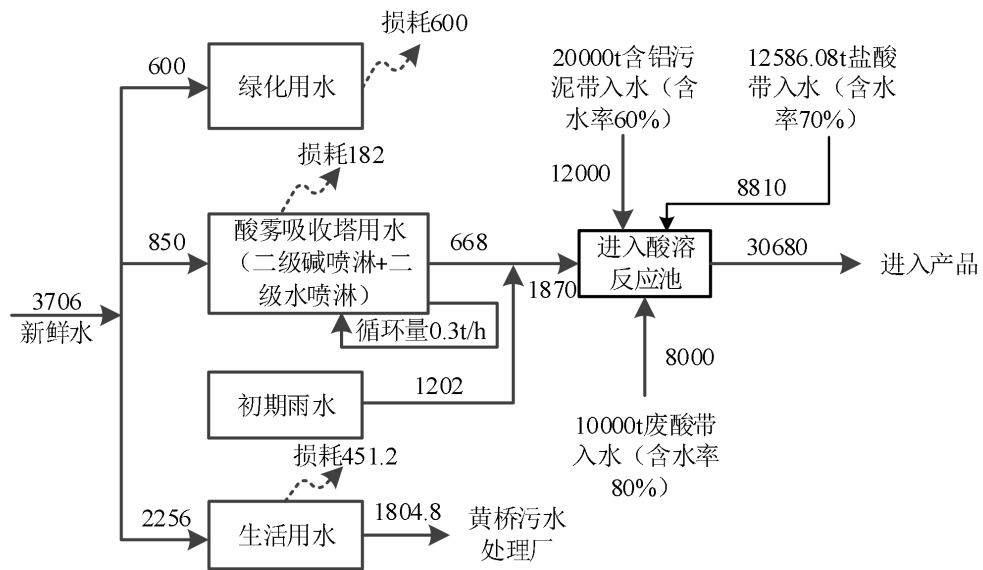 损耗600
600
绿化用水
20000t含铝污
泥带入水（含
水率60%）
12586.08t盐酸
带入水（含水
率70%）
损耗182
12000
8810
850
酸雾吸收塔用水
（二级碱喷淋+二
级水喷淋）
668
1870
进入酸溶
反应池
30680
进入产品
3706
新鲜水
循环量0.3t/h
8000
初期雨水
1202
10000t废酸带
入水（含水率
80%）
损耗451.2
2256
生活用水
1804.8
黄桥污水
处理厂